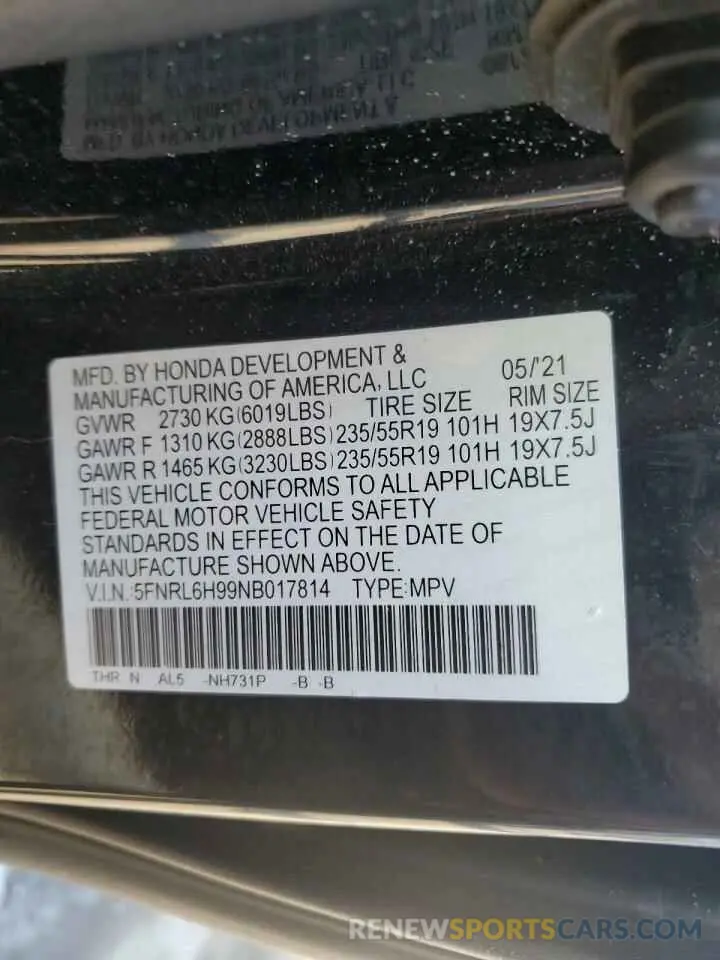 MFD. BY HONDA DEVELOPMENT &
MANUFACTURING OF AMERICA, LLC 05/'21
GVWR 2730 KG(6019LBS) TIRE SIZE RIM SIZE
GAWR F 1310 KG(2888LBS) 235/55R19 101H 19X7.5J
GAWR R 1465 KG(3230LBS) 235/55R19 101H 19X7.5J
THIS VEHICLE CONFORMS TO ALL APPLICABLE
FEDERAL MOTOR VEHICLE SAFETY
STANDARDS IN EFFECT ON THE DATE OF
MANUFACTURE SHOWN ABOVE.
V.I.N.:5FNRL6H99NB017814 TYPE:MPV
THR N AL5 -NH731P -B -B
RENEWSPORTSCARS.COM